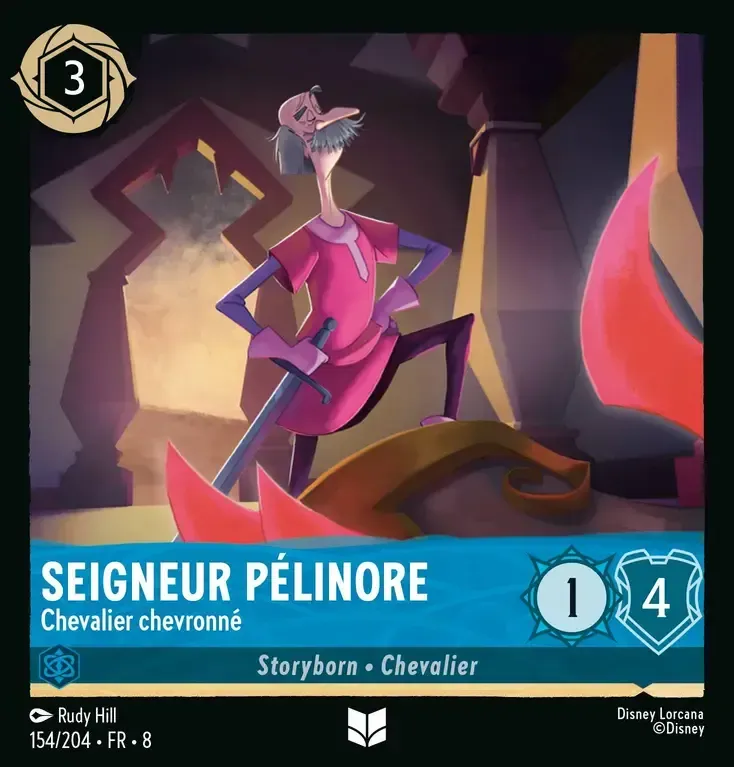 3
SEIGNEUR PÉLINORE
Chevalier chevronné
1
4
Storyborn • Chevalier
Rudy Hill
Disney Lorcana
154/204 • FR • 8
©Disney